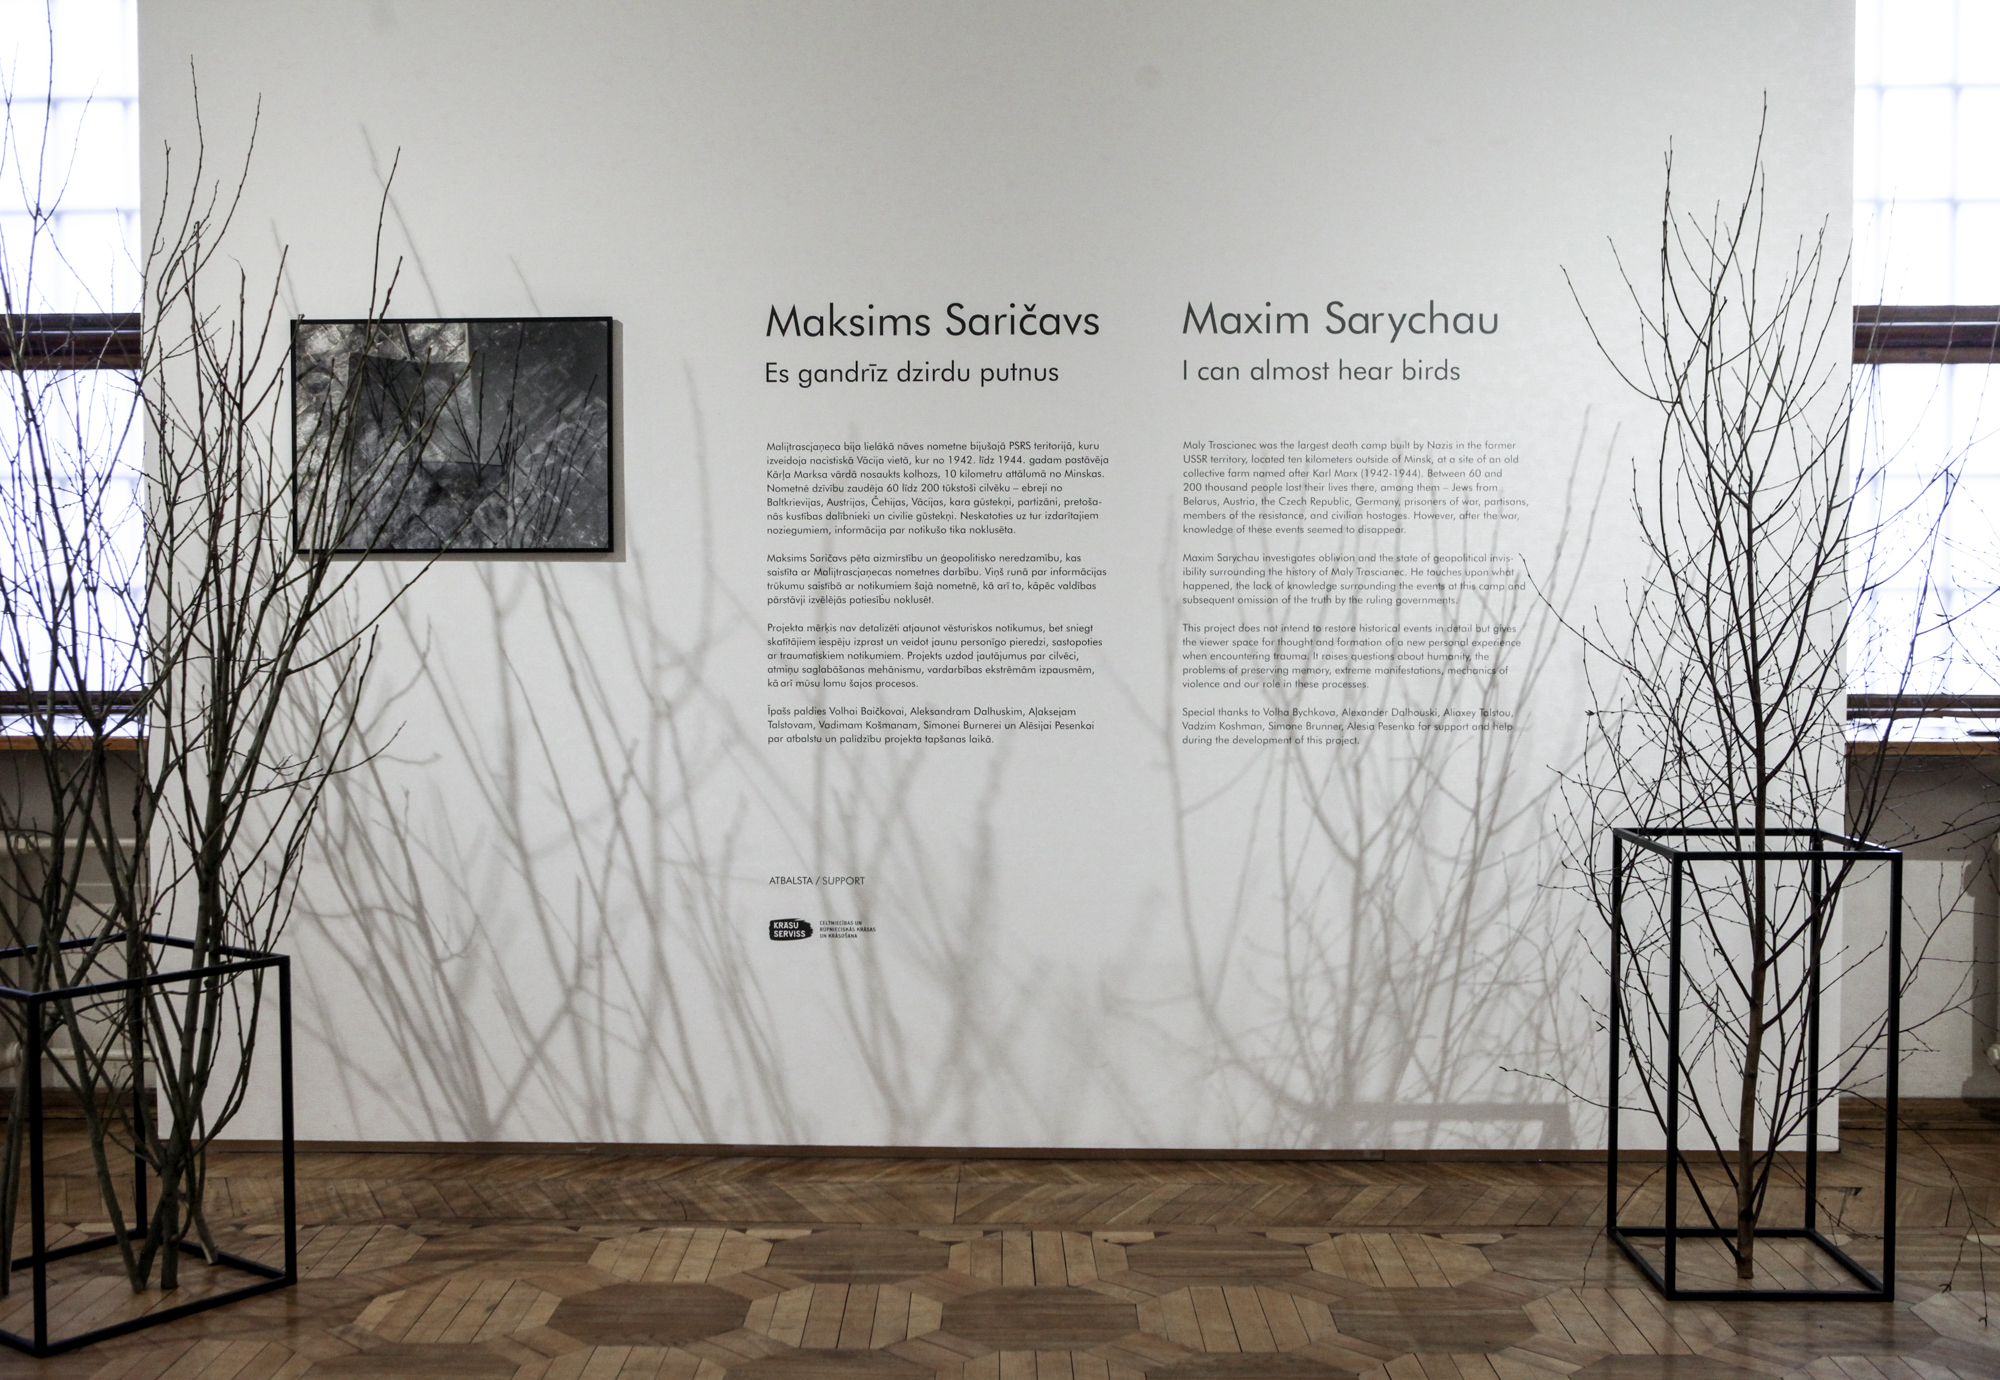 Maksims Saričavs
Es gandrīz dzirdu putnus
Malijtrascjaņeca bija lielākā nāves nometne bijušajā PSRS teritorijā, kuru
izveidoja nacistiskā Vācija vietā, kur no 1942. līdz 1944. gadam pastāvēja
Kārļa Marksa vārdā nosaukts kolhozs, 10 kilometru attālumā no Minskas.
Nometnē dzīvību zaudēja 60 līdz 200 tūkstoši cilvēku – ebreji no
Baltkrievijas, Austrijas, Čehijas, Vācijas, kara gūstekņi, partizāni, pretoša-
nās kustības dalībnieki un civilie gūstekņi. Neskatoties uz tur izdarītajiem
noziegumiem, informācija par notikušo tika noklusēta.
Maksims Saričavs pēta aizmirstību un ģeopolitisko neredzamību, kas
saistīta ar Malijtrascjaņecas nometnes darbību. Viņš runā par informācijas
trūkumu saistībā ar notikumiem šajā nometnē, kā arī to, kāpēc valdības
pārstāvji izvēlējās patiesību noklusēt.
Projekta mērķis nav detalizēti atjaunot vēsturiskos notikumus, bet sniegt
skatītājiem iespēju izprast un veidot jaunu personīgo pieredzi, sastopoties
ar traumatiskiem notikumiem. Projekts uzdod jautājumus par cilvēci,
atmiņu saglabāšanas mehānismu, vardarbības ekstrēmām izpausmēm,
kā arī mūsu lomu šajos procesos.
Īpašs paldies Volhai Baičkovai, Aleksandram Dalhuskim, Aļaksejam
Talstovam, Vadimam Košmanam, Simonei Burnerei un Alēsijai Pesenkai
par atbalstu un palīdzību projekta tapšanas laikā.
ATBALSTA / SUPPORT
KRĀSU
SERVISS
CELTNIECĪBAS UN
RŪPNIECISKĀS KRĀSAS
UN KRĀSOŠANA
Maxim Sarychau
I can almost hear birds
Maly Trascianec was the largest death camp built by Nazis in the former
USSR territory, located ten kilometers outside of Minsk, at a site of an old
collective farm named after Karl Marx (1942-1944). Between 60 and
200 thousand people lost their lives there, among them – Jews from
Belarus, Austria, the Czech Republic, Germany, prisoners of war, partisans,
members of the resistance, and civilian hostages. However, after the war,
knowledge of these events seemed to disappear.
Maxim Sarychau investigates oblivion and the state of geopolitical invis-
ibility surrounding the history of Maly Trascianec. He touches upon what
happened, the lack of knowledge surrounding the events at this camp and
subsequent omission of the truth by the ruling governments.
This project does not intend to restore historical events in detail but gives
the viewer space for thought and formation of a new personal experience
when encountering trauma. It raises questions about humanity, the
problems of preserving memory, extreme manifestations, mechanics of
violence and our role in these processes.
Special thanks to Volha Bychkova, Alexander Dalhouski, Aliaxey Talstou,
Vadzim Koshman, Simone Brunner, Alesia Pesenka for support and help
during the development of this project.